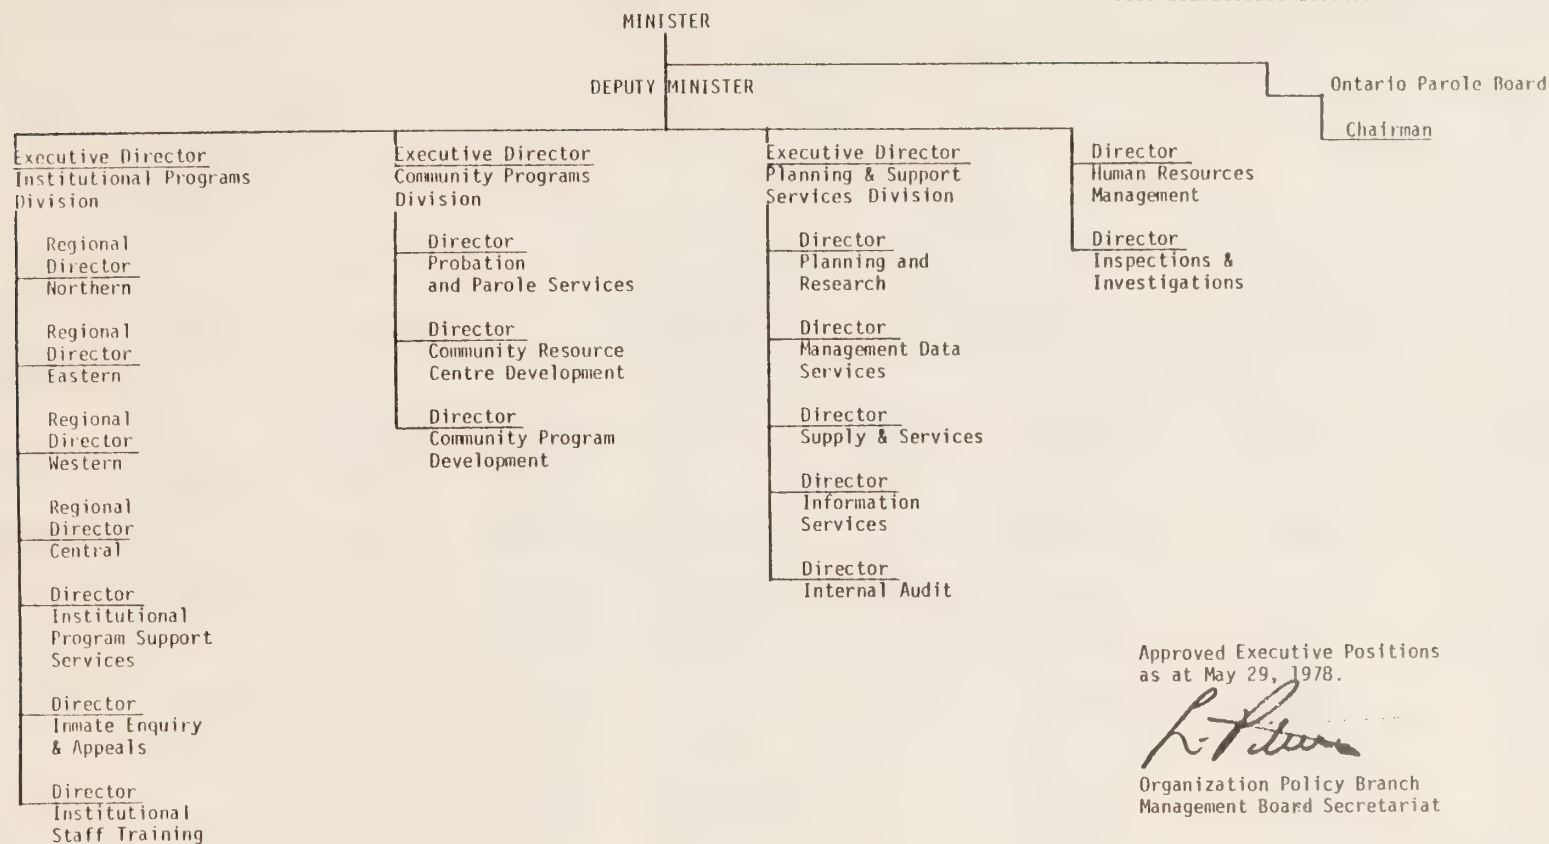 MINISTER
DEPUTY MINISTER
Ontario Parole Board
Chairman
Executive Director
Institutional Programs
Division
Regional
Director
Northern
Regional
Director
Eastern
Regional
Director
Western
Regional
Director
Central
Director
Institutional
Program Support
Services
Director
Inmate Enquiry
& Appeals
Director
Institutional
Staff Training
Executive Director
Community Programs
Division
Director
Probation
and Parole Services
Director
Community Resource
Centre Development
Director
Community Program
Development
Executive Director
Planning & Support
Services Division
Director
Planning and
Research
Director
Management Data
Services
Director
Supply & Services
Director
Information
Services
Director
Internal Audit
Director
Human Resources
Management
Director
Inspections &
Investigations
Approved Executive Positions
as at May 29, 1978.
Organization Policy Branch
Management Board Secretariat